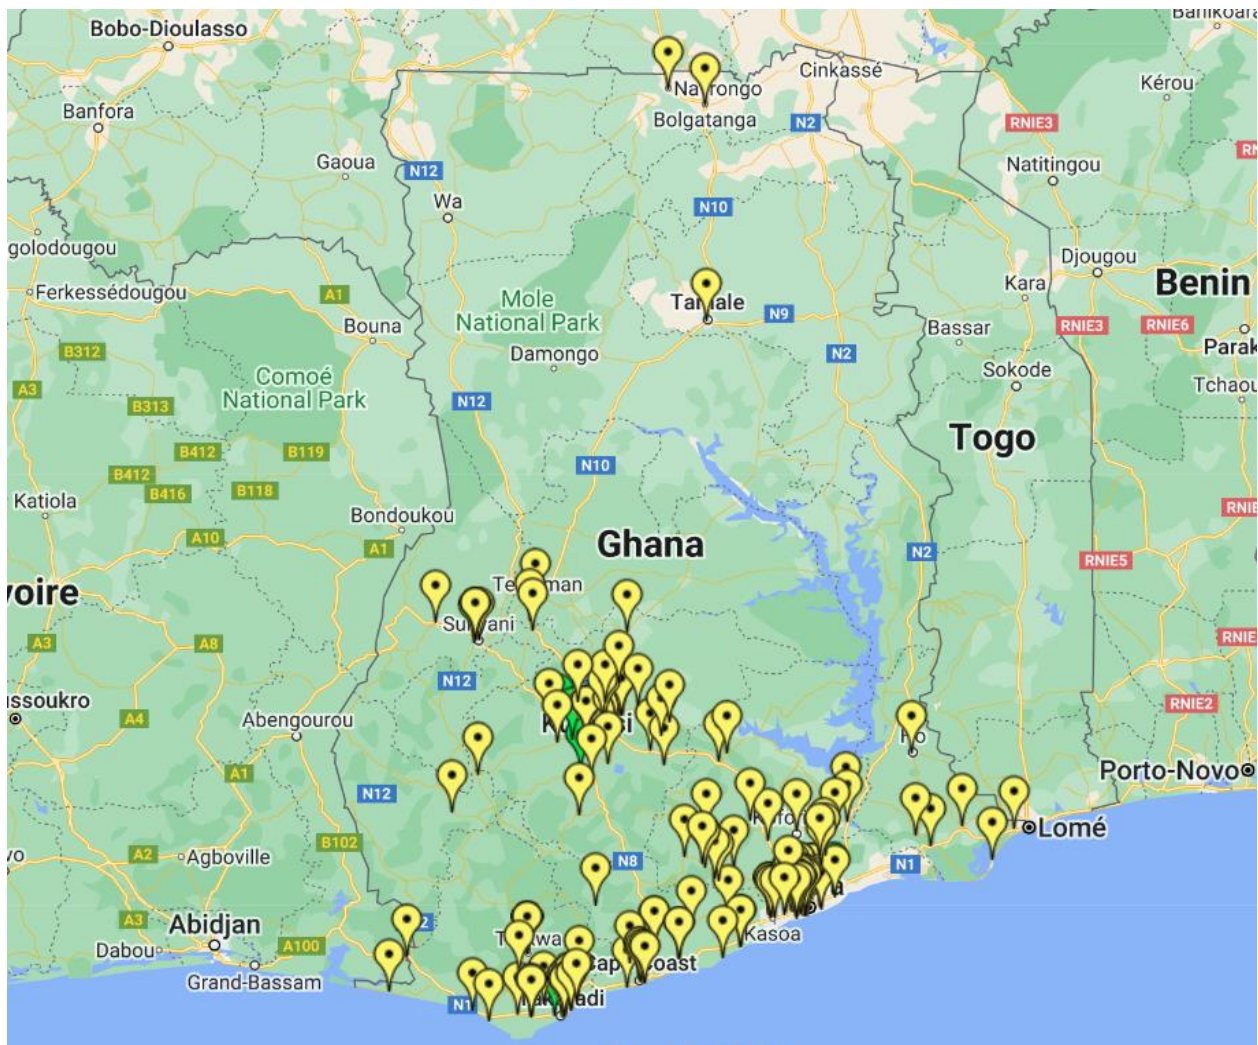 Bobo-Dioulasso
Cinkassé
Kérou
Banfora
Bolgatanga
N2
RNIE3
Gaoua
N12
Natitingou
Wa
N10
golodougou
Djougou
Ferkessédougou
A1
Mole
National Park
Kara
Benin
Bouna
N9
Bassar
RNIE3
RNIE6
B312
Damongo
N2
Parak
A3
Comoé
National Park
Sokode
Tchaou
B313
N12
B412
B119
Togo
B412
B416
B118
N10
Katiola
Bondoukou
A10
A1
Ghana
N2
RNIE5
voire
A3
A8
N12
ussoukro
A4
Abengourou
RNIE2
A1
N12
Porto-Novo
B102
Lomé
A2
Agboville
N8
N1
Abidjan
A3
Dabou
A100
Kasoa
Grand-Bassam
N1